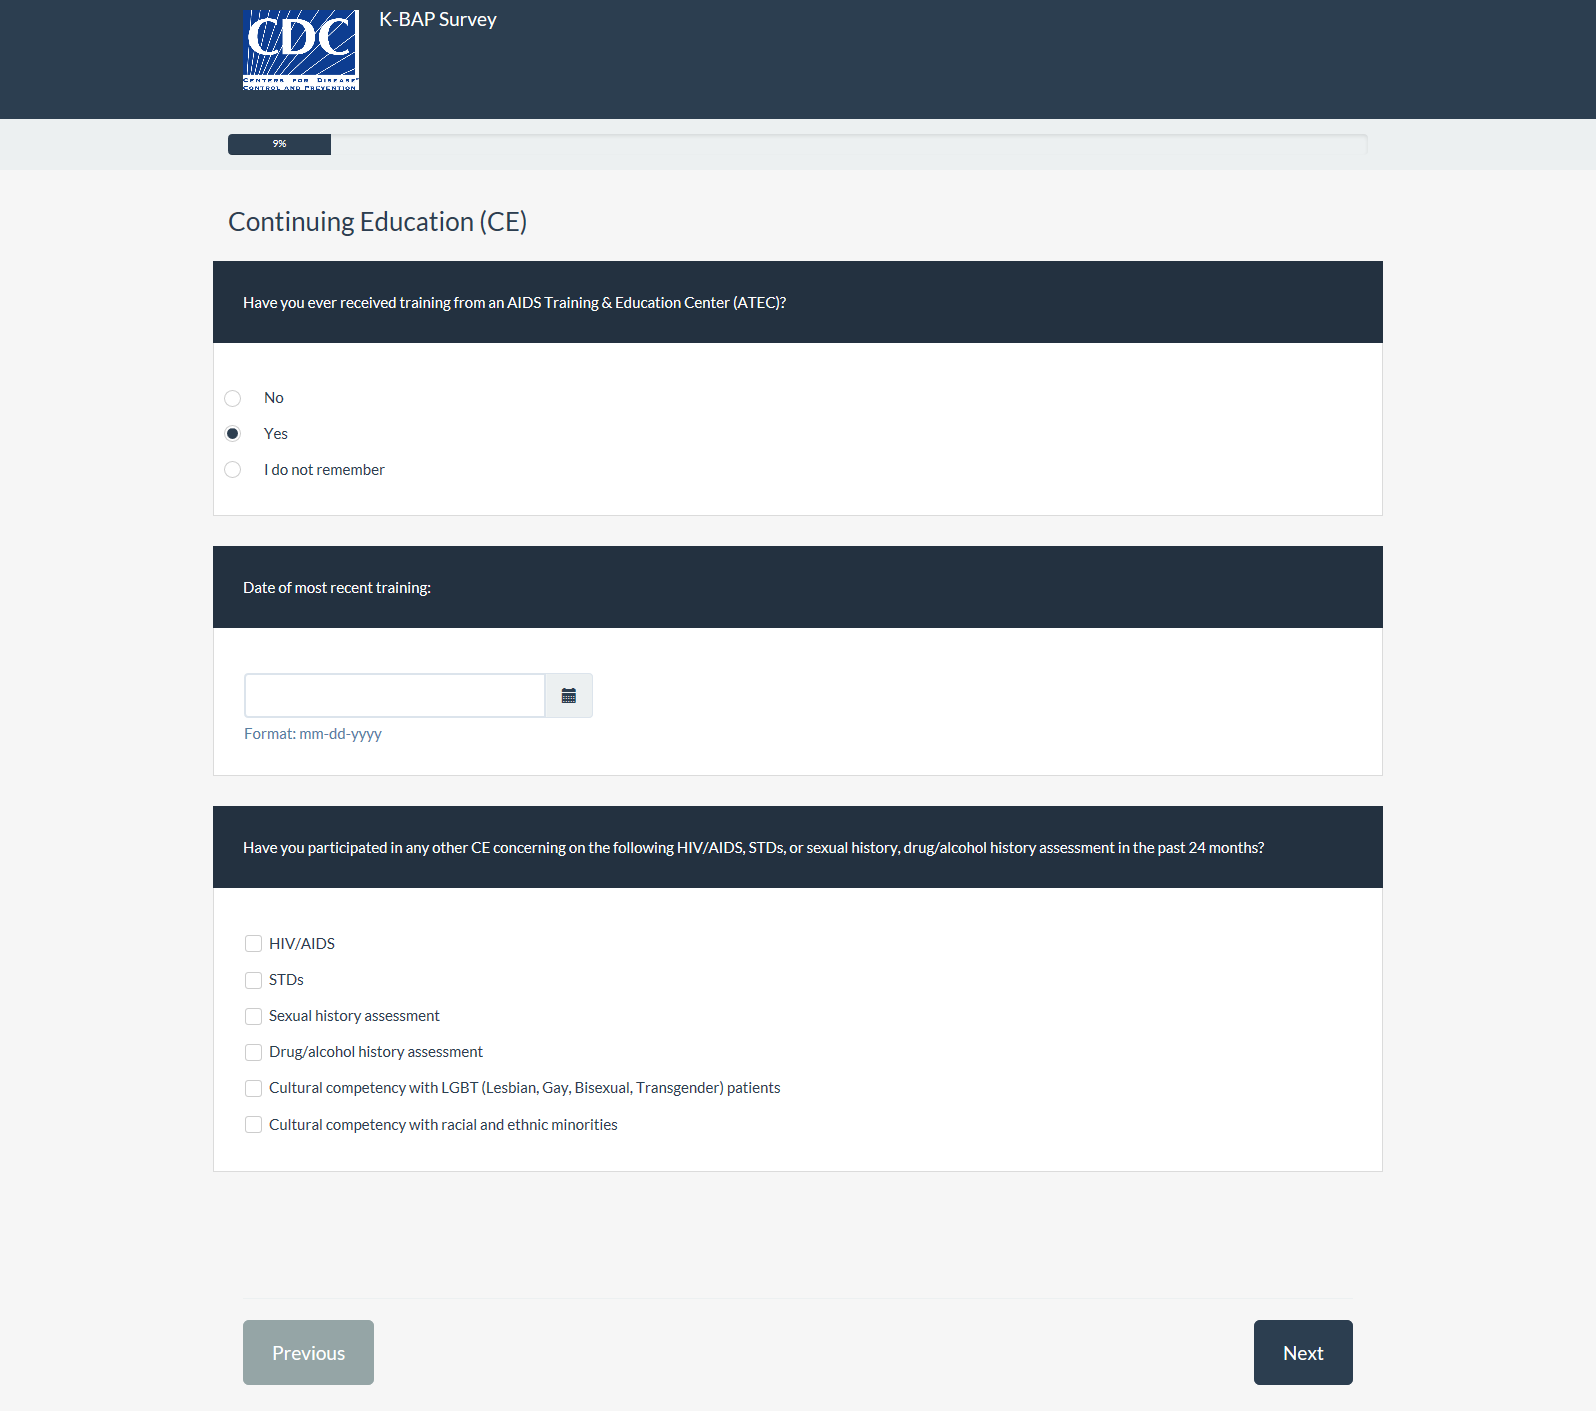 CDC
CENTERS FOR DISEASE
CONTROL AND PREVENTION
K-BAP Survey
9%
Continuing Education (CE)
Have you ever received training from an AIDS Training & Education Center (ATEC)?
No
Yes
I do not remember
Date of most recent training:
Format: mm-dd-yyyy
Have you participated in any other CE concerning on the following HIV/AIDS, STDs, or sexual history, drug/alcohol history assessment in the past 24 months?
HIV/AIDS
STDs
Sexual history assessment
Drug/alcohol history assessment
Cultural competency with LGBT (Lesbian, Gay, Bisexual, Transgender) patients
Cultural competency with racial and ethnic minorities
Previous
Next